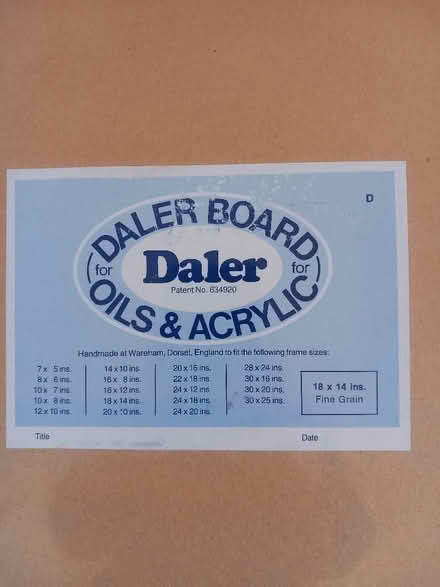 D
DALER BOARD
for Daler for
Patent No. 634920
OILS & ACRYLIC
Handmade at Wareham, Dorset, England to fit the following frame sizes:
7 x 5 ins. 14 x 10 ins. 20 x 16 ins. 28 x 24 ins.
8 x 6 ins. 16 x 8 ins. 22 x 18 ins. 30 x 16 ins.
10 x 7 ins. 16 x 12 ins. 24 x 12 ins 30 x 20 ins.
10 x 8 ins. 18 x 14 ins. 24 x 18 ins. 30 x 25 ins.
12 x 10 ins. 20 x 10 ins. 24 x 20 ins.
18 x 14 ins.
Fine Grain
Title Date